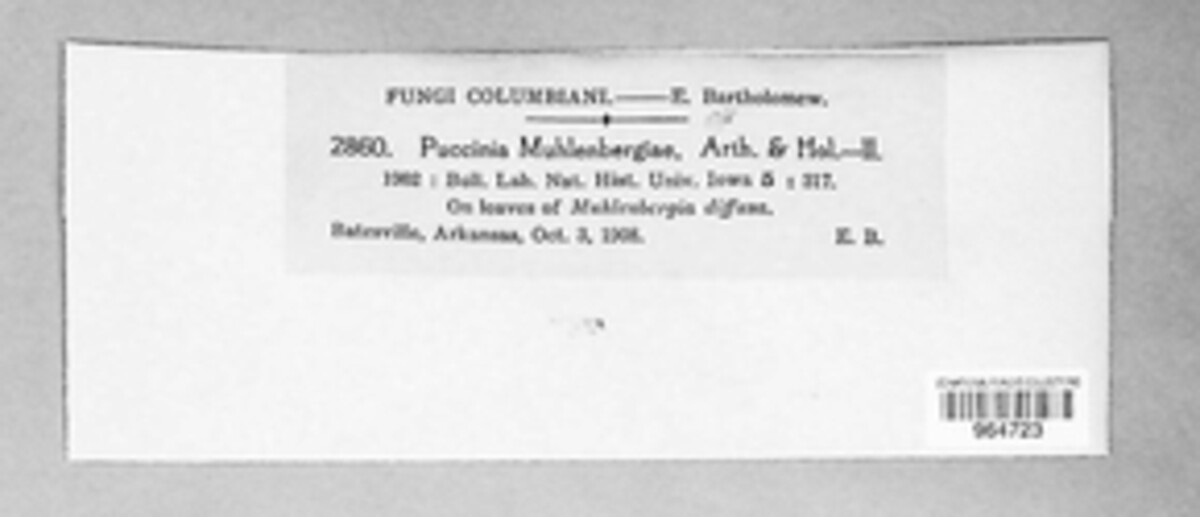 FUNGI COLUMBIANI.—E. Bartholomew.
2860. Puccinia Muhlenbergiae, Arth. & Hol.—II.
1902 : Bull. Lab. Nat. Hist. Univ. Iowa 5 : 317.
On leaves of Muhlenbergia diffusa.
Batesville, Arkansas, Oct. 3, 1908. E. B.
964723